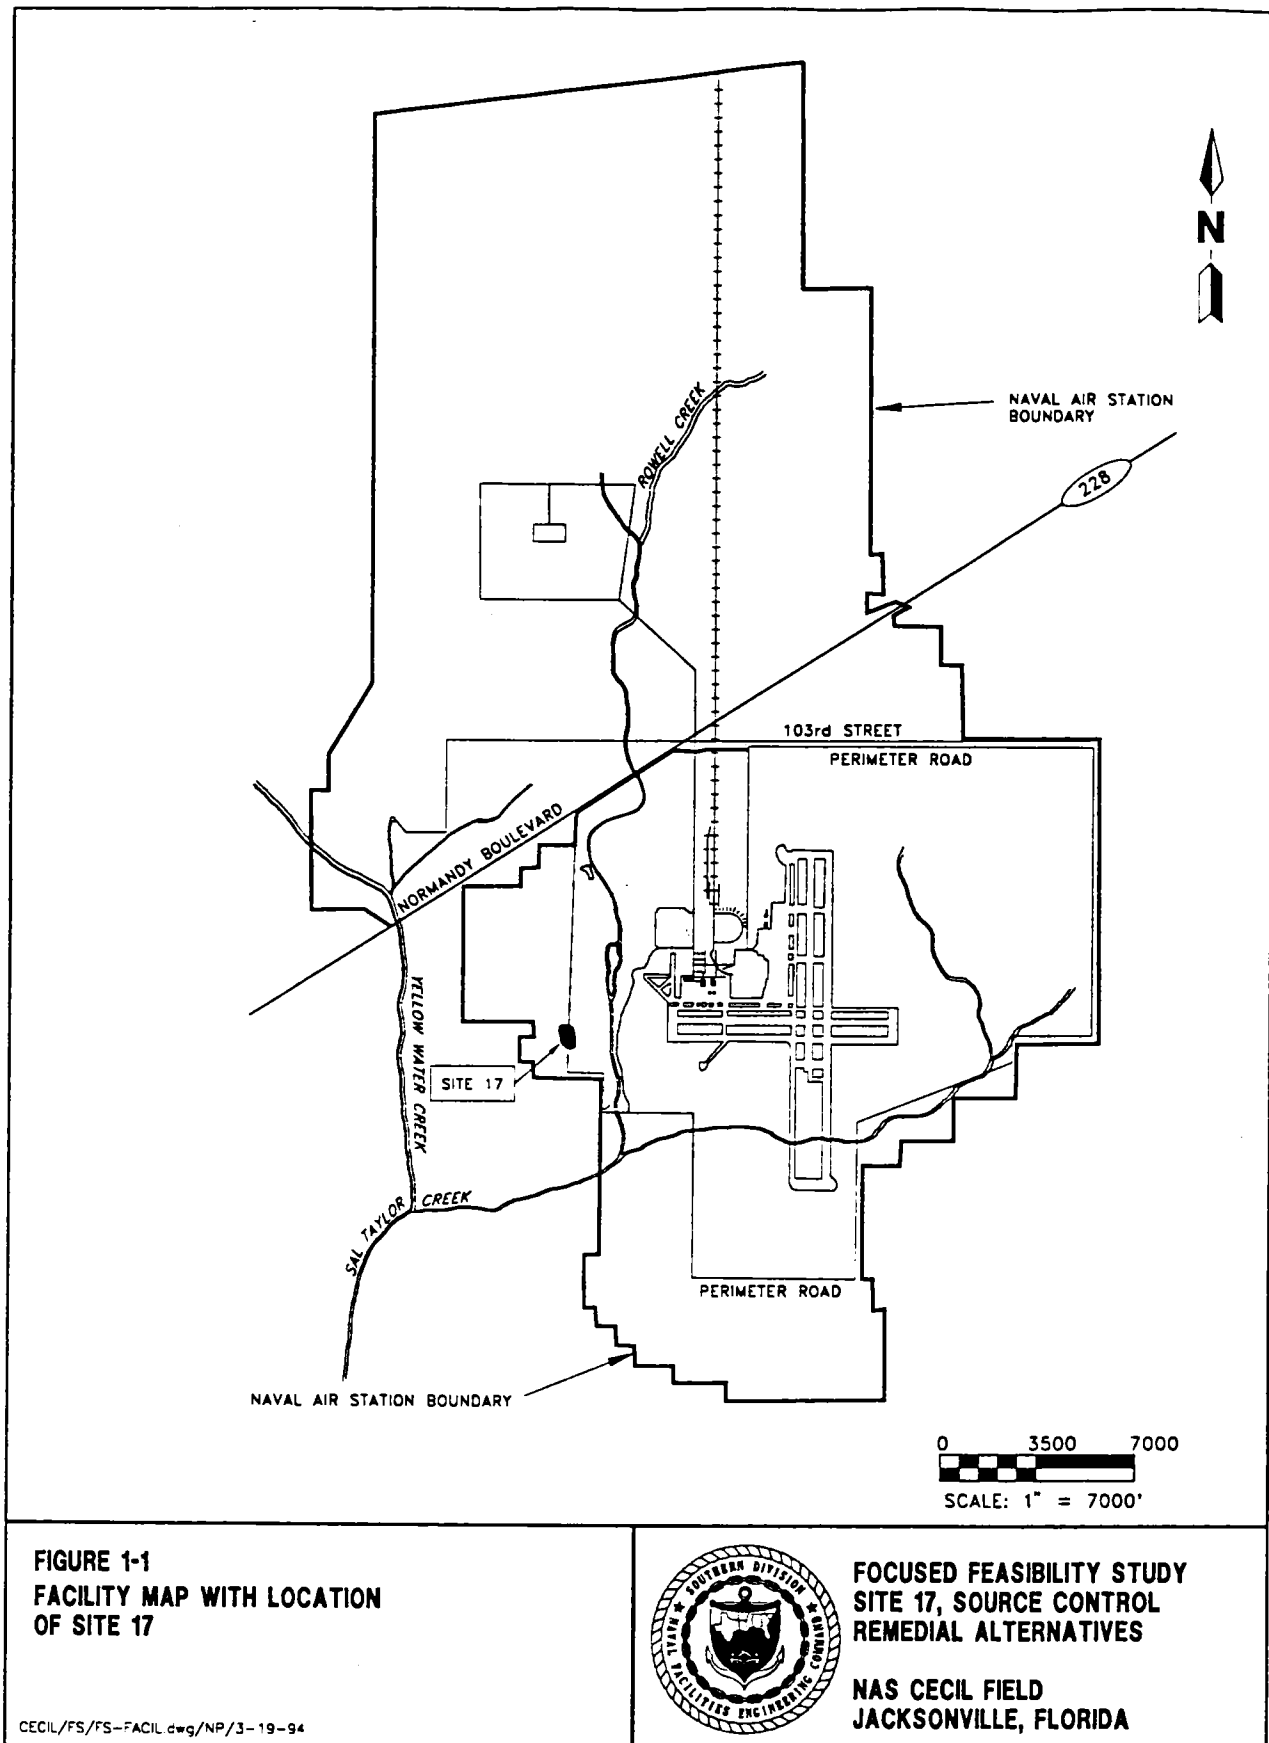 N
NAVAL AIR STATION
BOUNDARY
ROWELL CREEK
228
103rd STREET
PERIMETER ROAD
NORMANDY BOULEVARD
YELLOW WATER CREEK
SITE 17
SAL TAYLOR CREEK
PERIMETER ROAD
NAVAL AIR STATION BOUNDARY
0 3500 7000
SCALE: 1" = 7000'
FIGURE 1-1
FACILITY MAP WITH LOCATION
OF SITE 17
CECIL/FS/FS-FACIL.dwg/NP/3-19-94
SOUTHERN DIVISION
NAVAL FACILITIES ENGINEERING COMMAND
FOCUSED FEASIBILITY STUDY
SITE 17, SOURCE CONTROL
REMEDIAL ALTERNATIVES
NAS CECIL FIELD
JACKSONVILLE, FLORIDA